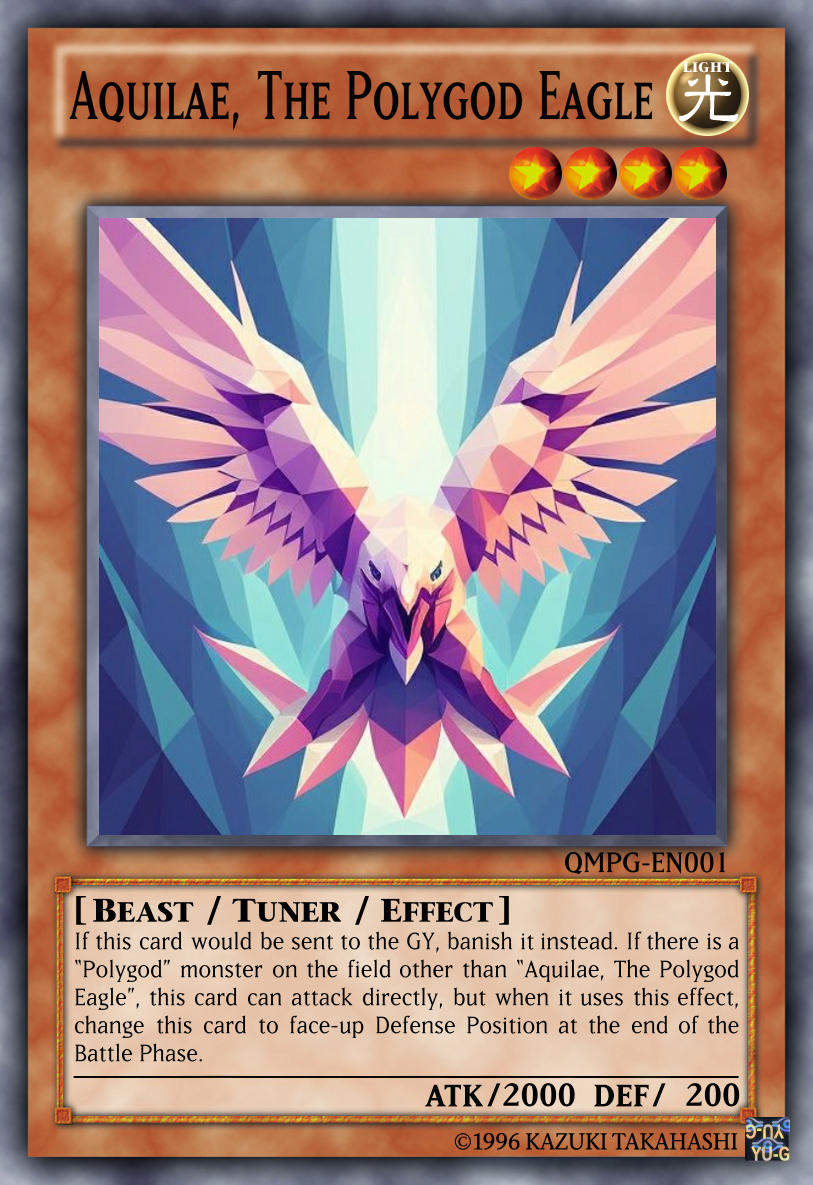 Aquilae, The Polygod Eagle
LIGHT
光
QMPG-EN001
[ Beast / Tuner / Effect ]
If this card would be sent to the GY, banish it instead. If there is a
“Polygod” monster on the field other than “Aquilae, The Polygod
Eagle”, this card can attack directly, but when it uses this effect,
change this card to face-up Defense Position at the end of the
Battle Phase.
ATK/2000 DEF/ 200
©1996 KAZUKI TAKAHASHI
YU-G
YU-G